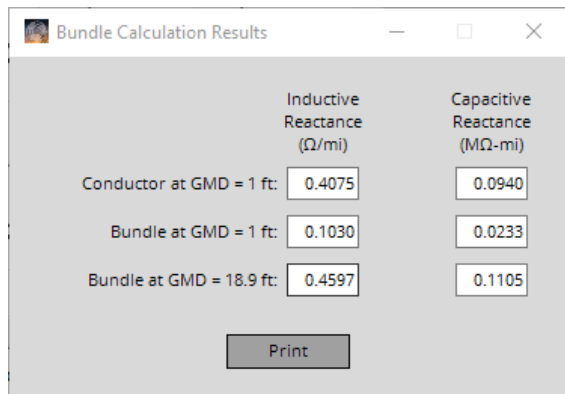 Bundle Calculation Results
Inductive
Reactance
(Ω/mi)
Capacitive
Reactance
(MΩ-mi)
Conductor at GMD = 1 ft: 0.4075 0.0940
Bundle at GMD = 1 ft: 0.1030 0.0233
Bundle at GMD = 18.9 ft: 0.4597 0.1105
Print